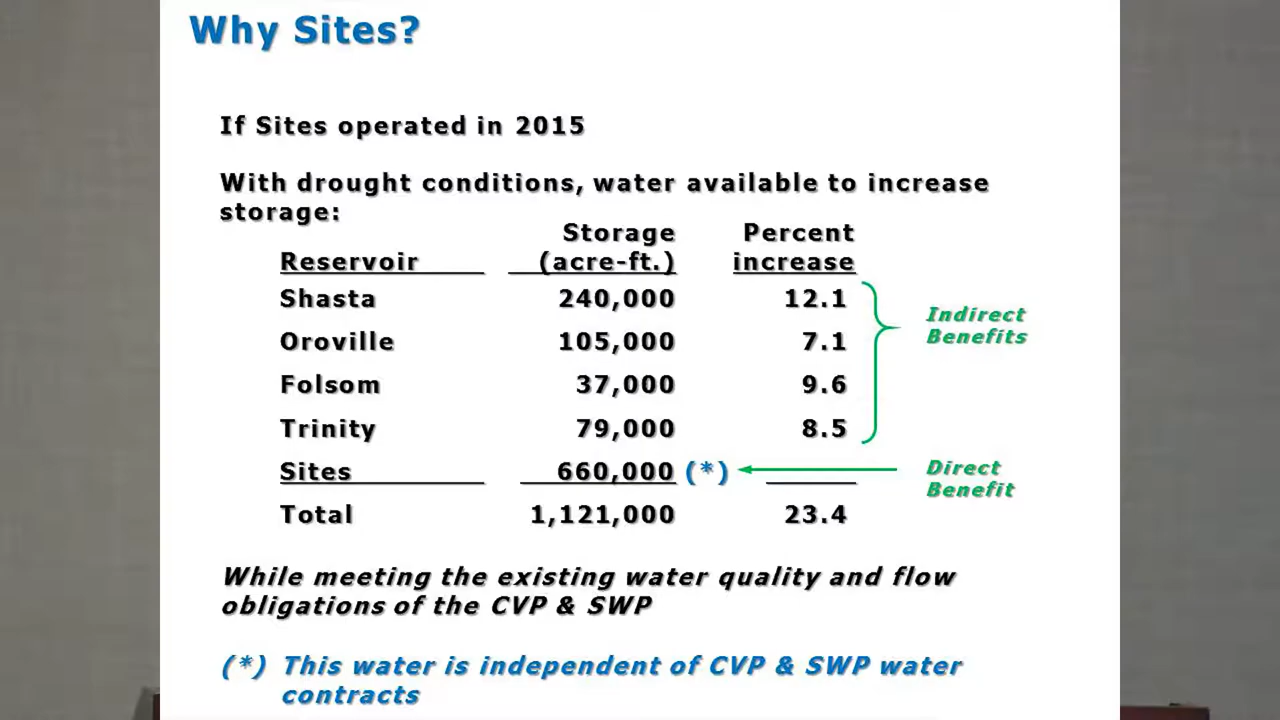 Why Sites?
If Sites operated in 2015
With drought conditions, water available to increase
storage:
Storage Percent
Reservoir (acre-ft.) increase
Shasta 240,000 12.1
Oroville 105,000 7.1
Folsom 37,000 9.6
Trinity 79,000 8.5
Indirect
Benefits
Sites 660,000 (*)
Direct
Benefit
Total 1,121,000 23.4
While meeting the existing water quality and flow
obligations of the CVP & SWP
(*) This water is independent of CVP & SWP water
contracts